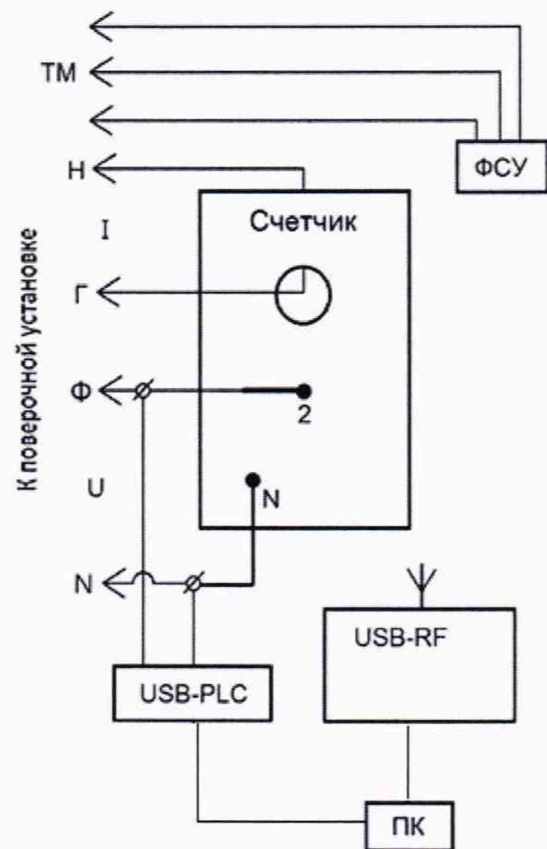 ТМ
ФСУ
Н
Счетчик
I
Г
К поверочной установке
Ф
2
U
N
N
USB-RF
USB-PLC
ПК